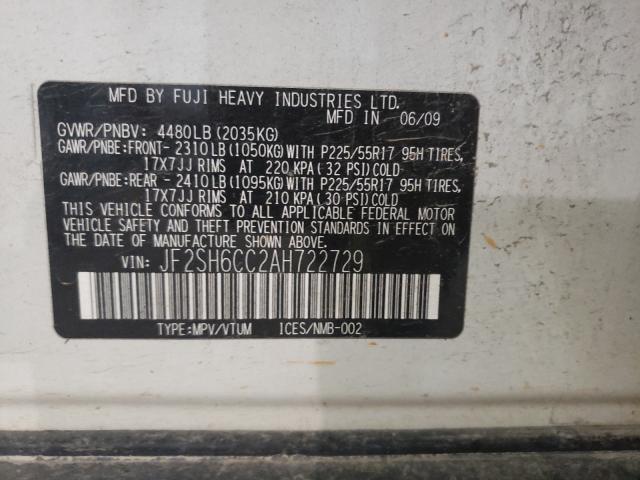 MFD BY FUJI HEAVY INDUSTRIES LTD.
MFD IN 06/09
GVWR/PNBV: 4480LB(2035KG)
GAWR/PNBE:FRONT- 2310LB(1050KG)WITH P225/55R17 95H TIRES,
17X7JJ RIMS AT 220KPA(32 PSI)COLD
GAWR/PNBE:REAR - 2410LB(1095KG)WITH P225/55R17 95H TIRES,
17X7JJ RIMS AT 210KPA(30 PSI)COLD
THIS VEHICLE CONFORMS TO ALL APPLICABLE FEDERAL MOTOR
VEHICLE SAFETY AND THEFT PREVENTION STANDARDS IN EFFECT
ON THE DATE OF MANUFACTURE SHOWN ABOVE.
VIN: JF2SH6CC2AH722729
TYPE:MPV/VTUM ICES/NMB-002